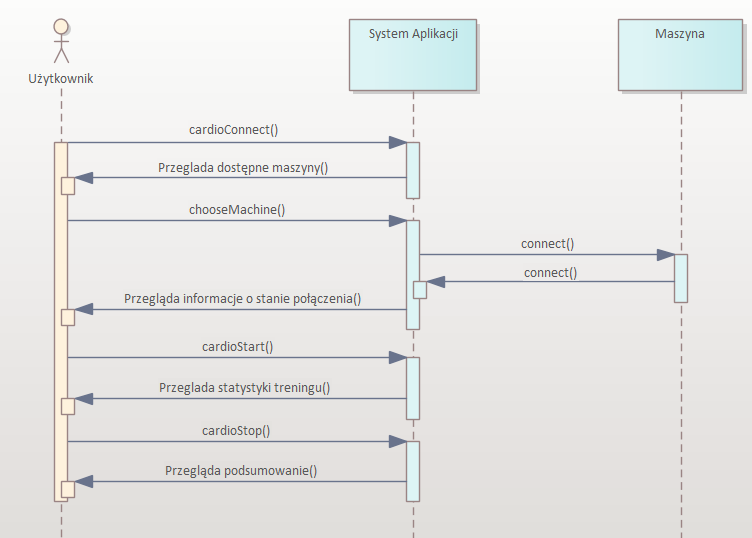 System Aplikacji
Maszyna
Użytkownik
cardioConnect()
Przeglada dostępne maszyny()
chooseMachine()
connect()
connect()
Przegląda informacje o stanie połączenia()
cardioStart()
Przeglada statystyki treningu()
cardioStop()
Przegląda podsumowanie()